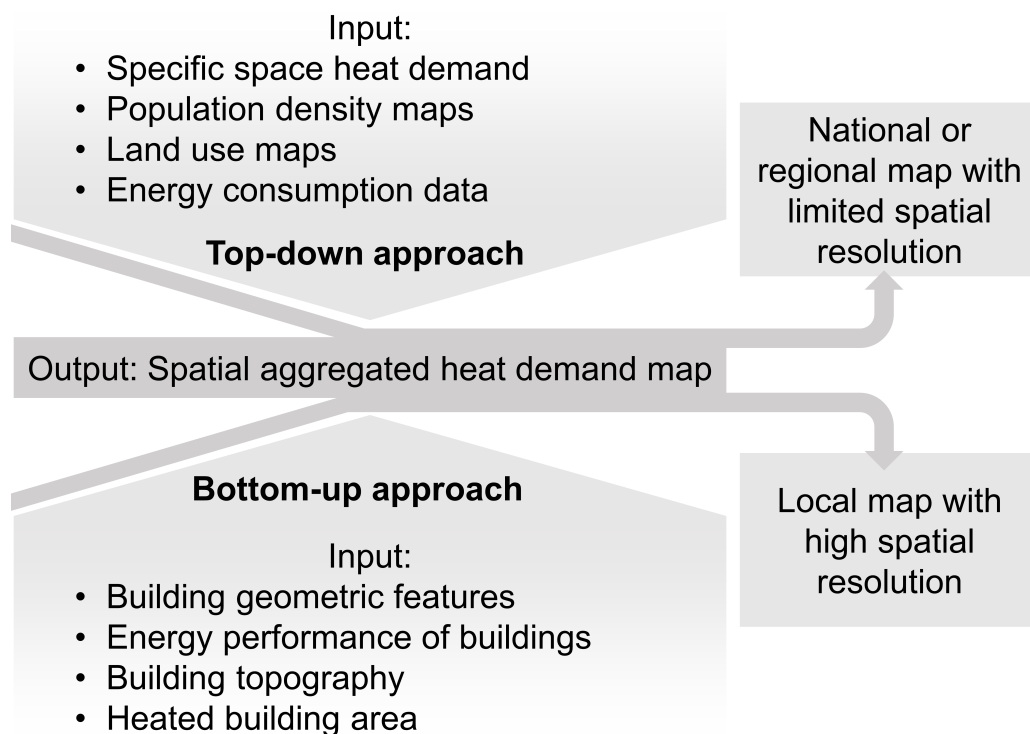 Input:
• Specific space heat demand
• Population density maps
• Land use maps
• Energy consumption data
Top-down approach
National or
regional map with
limited spatial
resolution
Output: Spatial aggregated heat demand map
Bottom-up approach
Input:
• Building geometric features
• Energy performance of buildings
• Building topography
• Heated building area
Local map with
high spatial
resolution